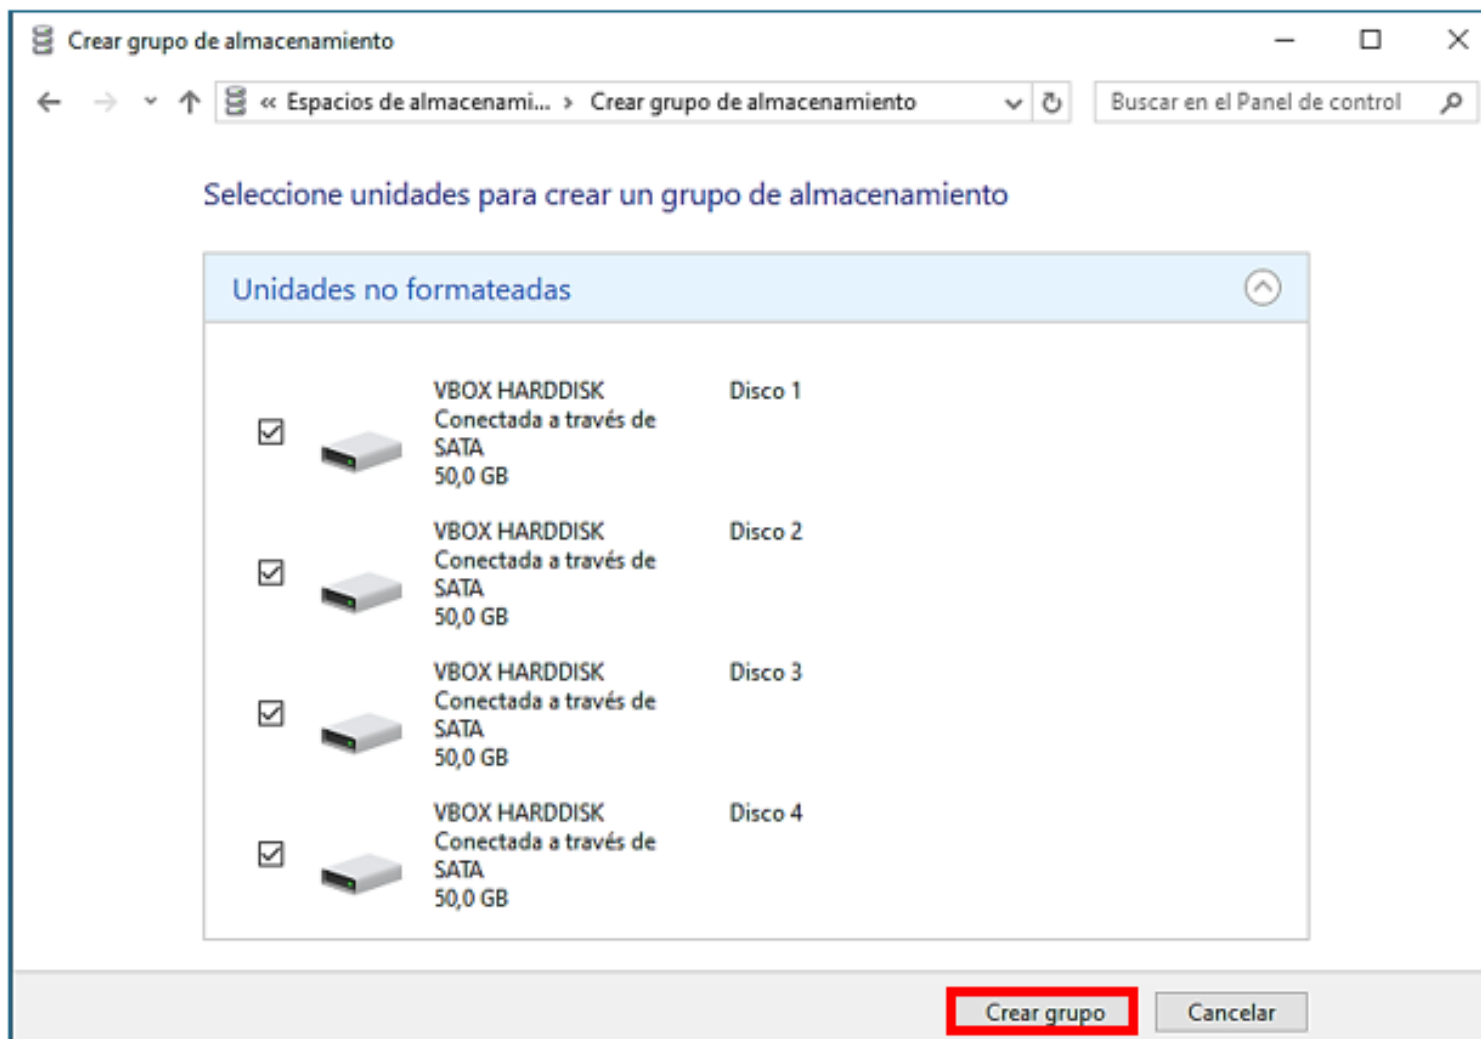 Crear grupo de almacenamiento
« Espacios de almacenami... › Crear grupo de almacenamiento
Buscar en el Panel de control
Seleccione unidades para crear un grupo de almacenamiento
Unidades no formateadas
VBOX HARDDISK Disco 1
Conectada a través de
SATA
50,0 GB
VBOX HARDDISK Disco 2
Conectada a través de
SATA
50,0 GB
VBOX HARDDISK Disco 3
Conectada a través de
SATA
50,0 GB
VBOX HARDDISK Disco 4
Conectada a través de
SATA
50,0 GB
Crear grupo Cancelar